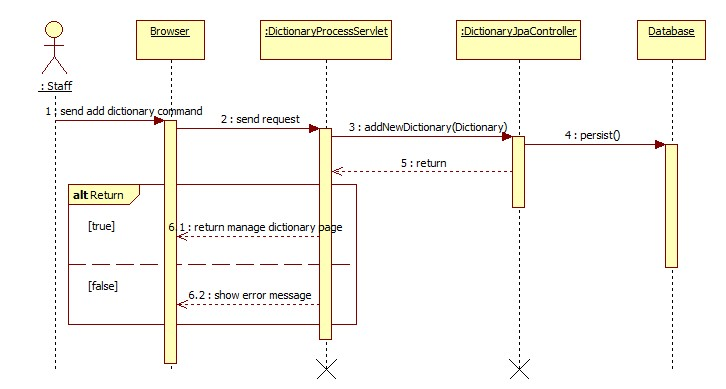 Browser
:DictionaryProcessServlet
:DictionaryJpaController
Database
: Staff
1 : send add dictionary command
2 : send request
3 : addNewDictionary(Dictionary)
4 : persist()
5 : return
alt Return
[true]
6.1 : return manage dictionary page
[false]
6.2 : show error message